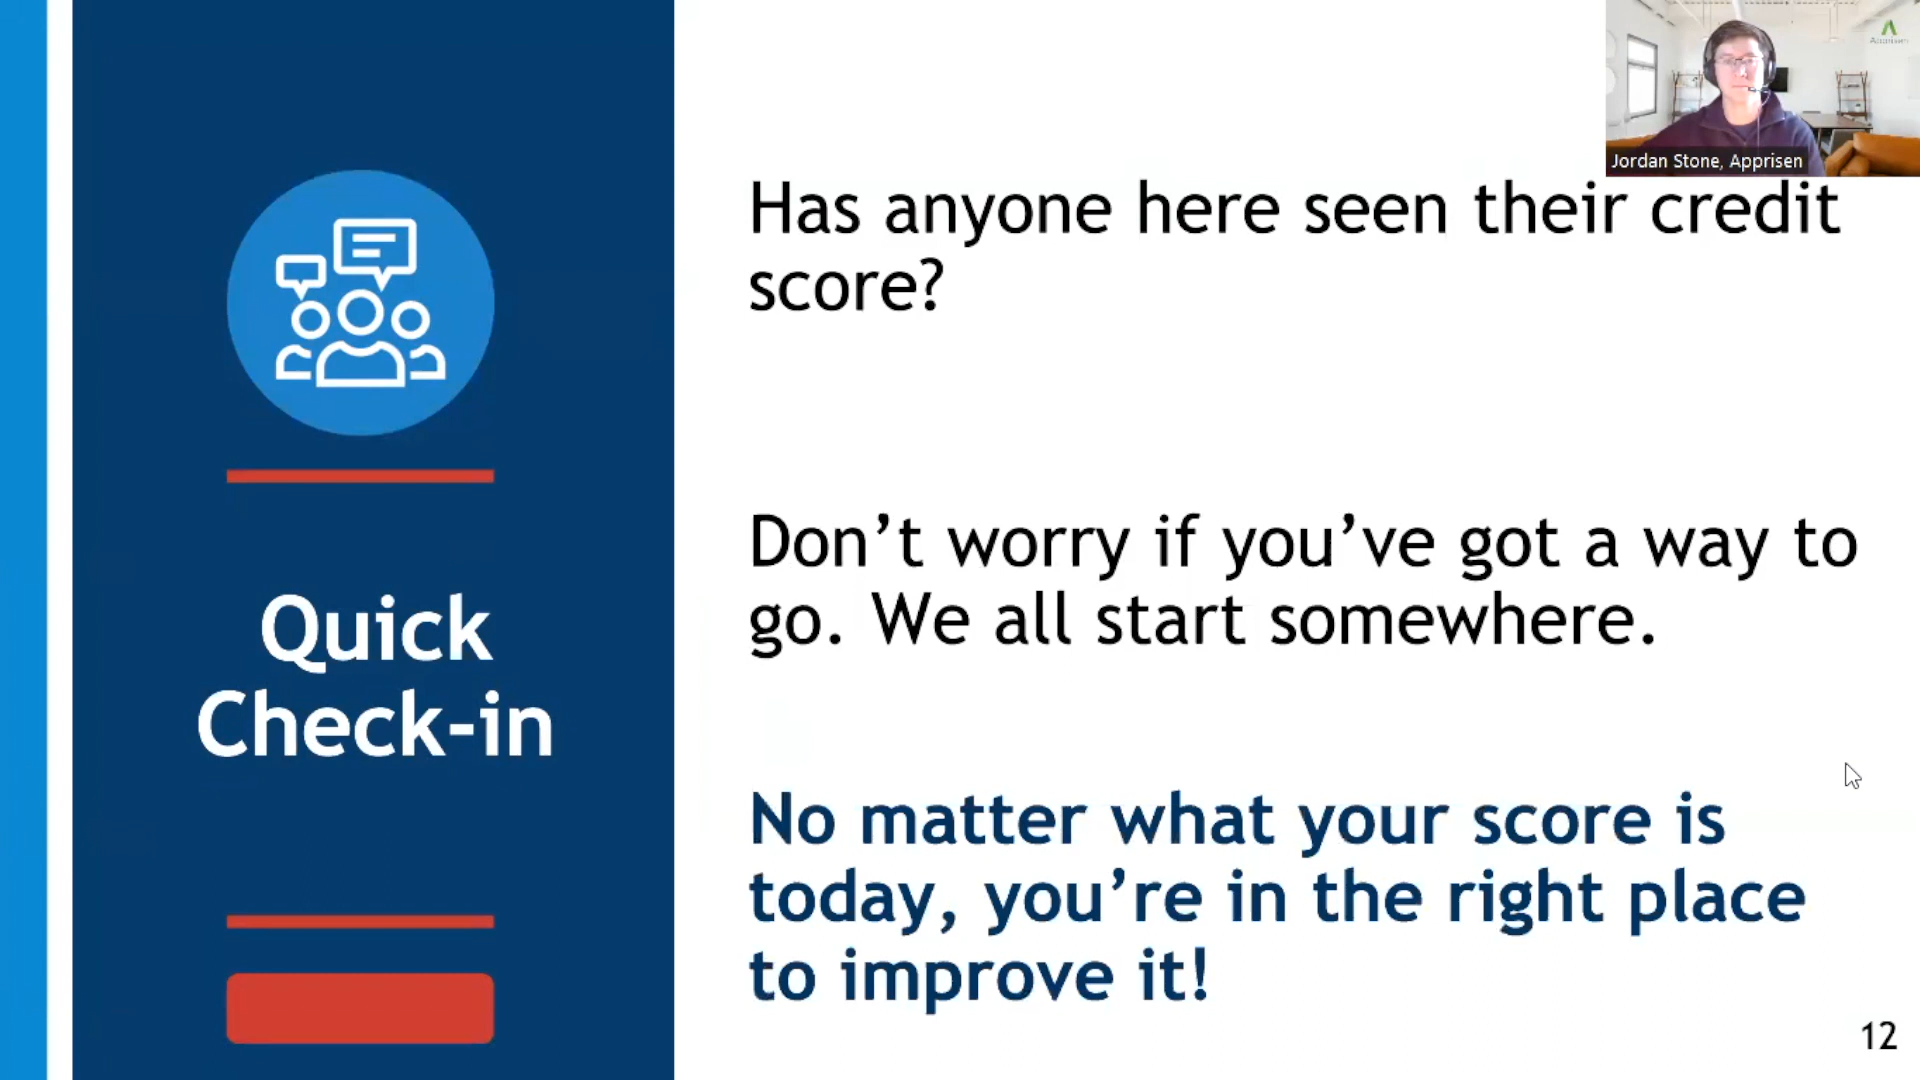 Jordan Stone, Apprisen
Has anyone here seen their credit
score?
Don’t worry if you’ve got a way to
go. We all start somewhere.
Quick
Check-in
No matter what your score is
today, you’re in the right place
to improve it!
12